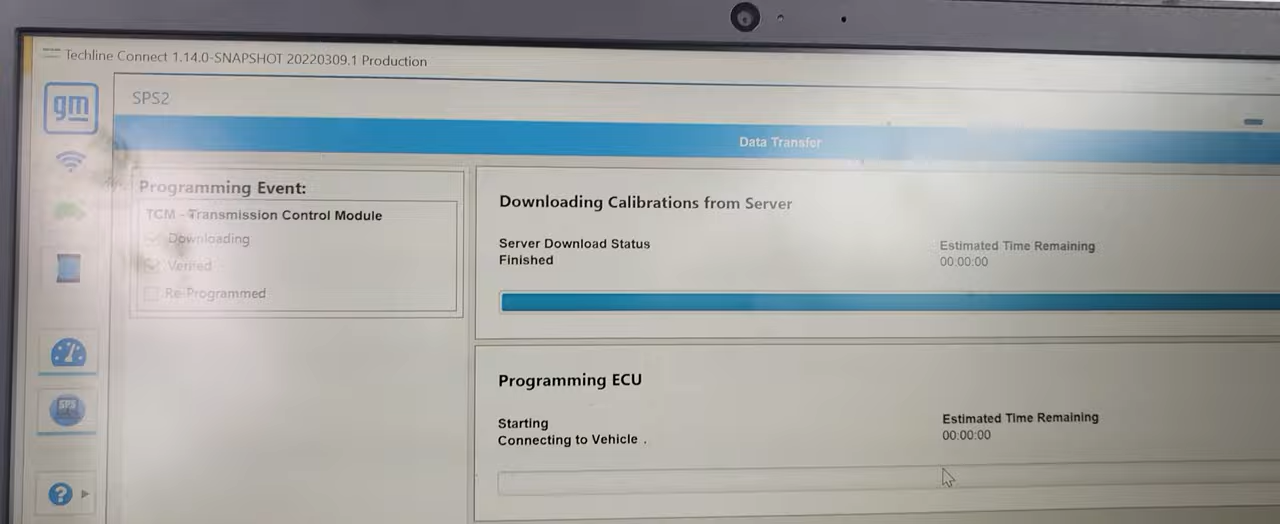 Techline Connect 1.14.0-SNAPSHOT 20220309.1 Production
gm
SPS2
Data Transfer
Programming Event:
TCM - Transmission Control Module
Downloading
Verified
Re-Programmed
Downloading Calibrations from Server
Server Download Status
Finished
Estimated Time Remaining
00:00:00
Programming ECU
Starting
Connecting to Vehicle .
Estimated Time Remaining
00:00:00
SPS
?